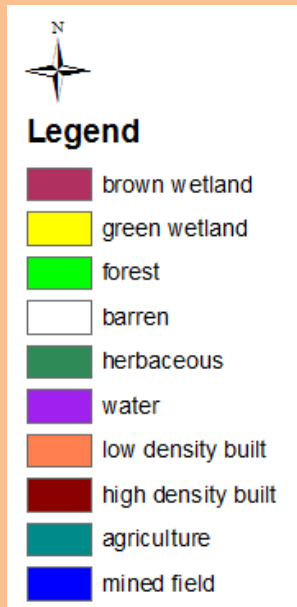 N
Legend
brown wetland
green wetland
forest
barren
herbaceous
water
low density built
high density built
agriculture
mined field